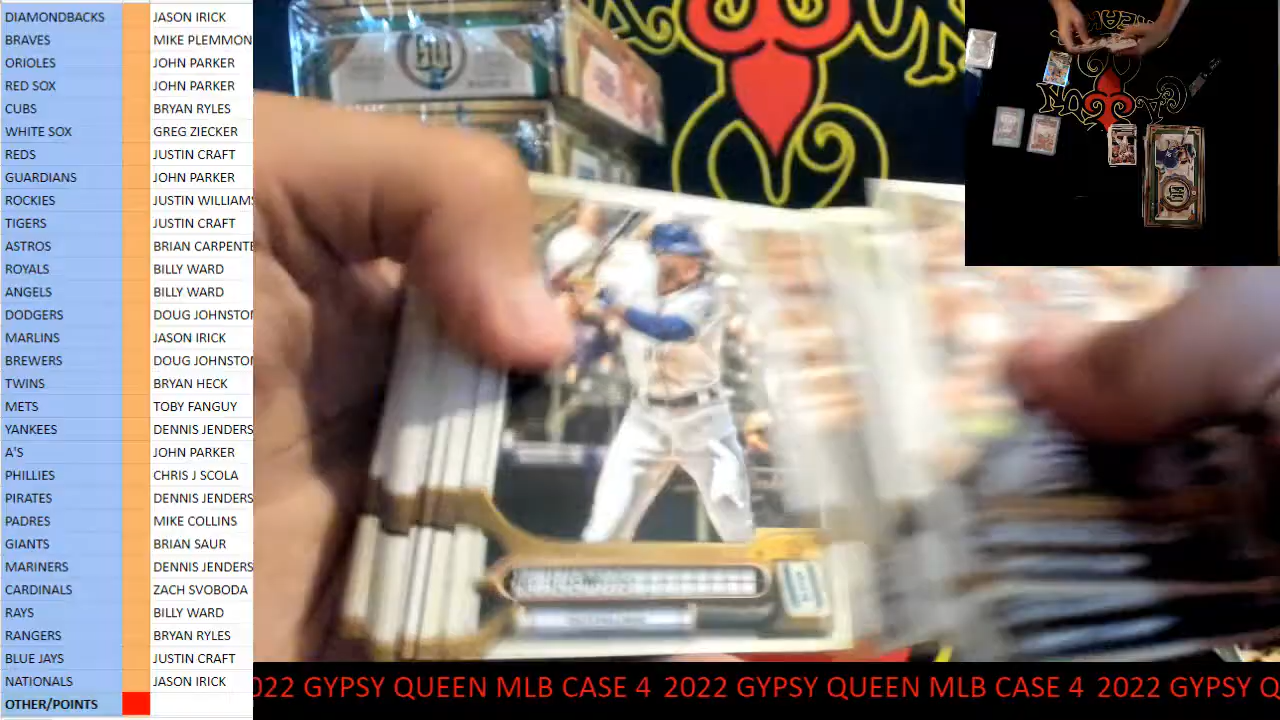 DIAMONDBACKS JASON IRICK
BRAVES MIKE PLEMMON
ORIOLES JOHN PARKER
RED SOX JOHN PARKER
CUBS BRYAN RYLES
WHITE SOX GREG ZIECKER
REDS JUSTIN CRAFT
GUARDIANS JOHN PARKER
ROCKIES JUSTIN WILLIAMS
TIGERS JUSTIN CRAFT
ASTROS BRIAN CARPENTE
ROYALS BILLY WARD
ANGELS BILLY WARD
DODGERS DOUG JOHNSTON
MARLINS JASON IRICK
BREWERS DOUG JOHNSTON
TWINS BRYAN HECK
METS TOBY FANGUY
YANKEES DENNIS JENDERS
A'S JOHN PARKER
PHILLIES CHRIS J SCOLA
PIRATES DENNIS JENDERS
PADRES MIKE COLLINS
GIANTS BRIAN SAUR
MARINERS DENNIS JENDERS
CARDINALS ZACH SVOBODA
RAYS BILLY WARD
RANGERS BRYAN RYLES
BLUE JAYS JUSTIN CRAFT
NATIONALS JASON IRICK
OTHER/POINTS
2022 GYPSY QUEEN MLB CASE 4 2022 GYPSY QUEEN MLB CASE 4 2022 GYPSY Q